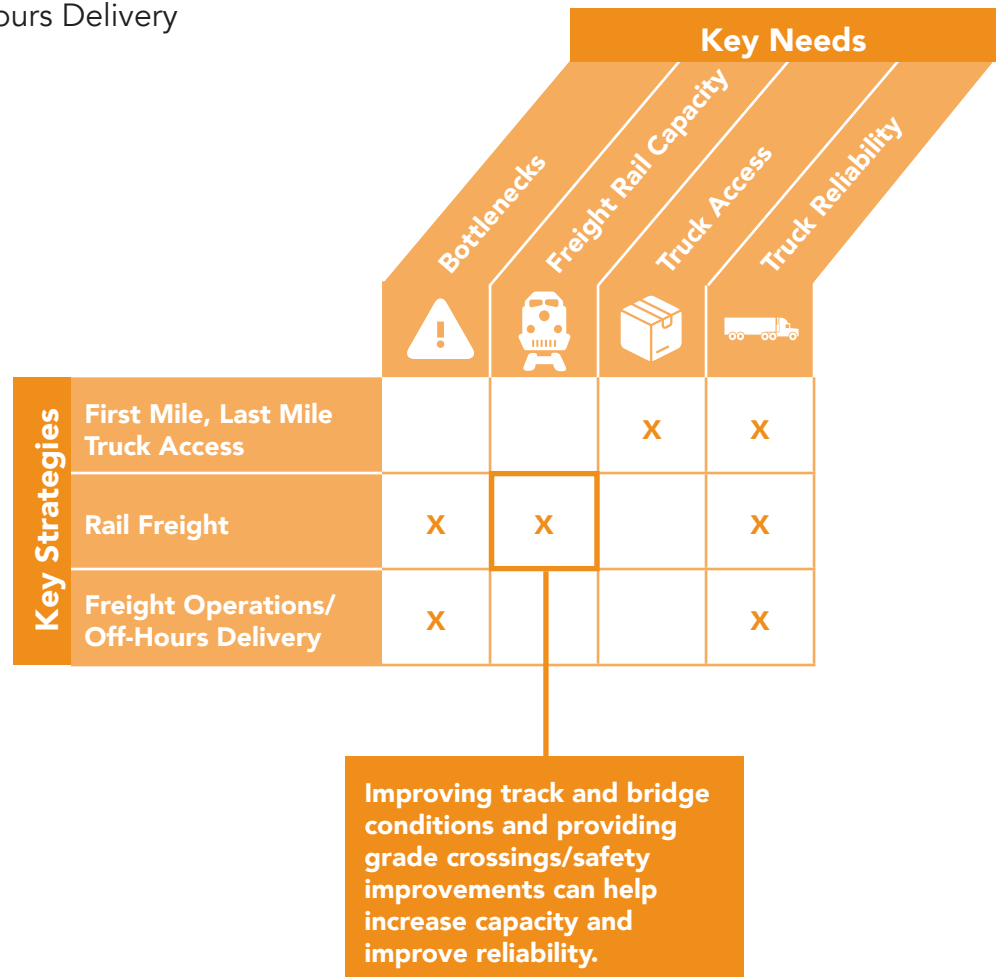 ours Delivery
Key Needs
Bottlenecks
Freight Rail Capacity
Truck Access
Truck Reliability
!
Key Strategies
First Mile, Last Mile
Truck Access
X X
Rail Freight
X X X
Freight Operations/
Off-Hours Delivery
X X
Improving track and bridge
conditions and providing
grade crossings/safety
improvements can help
increase capacity and
improve reliability.